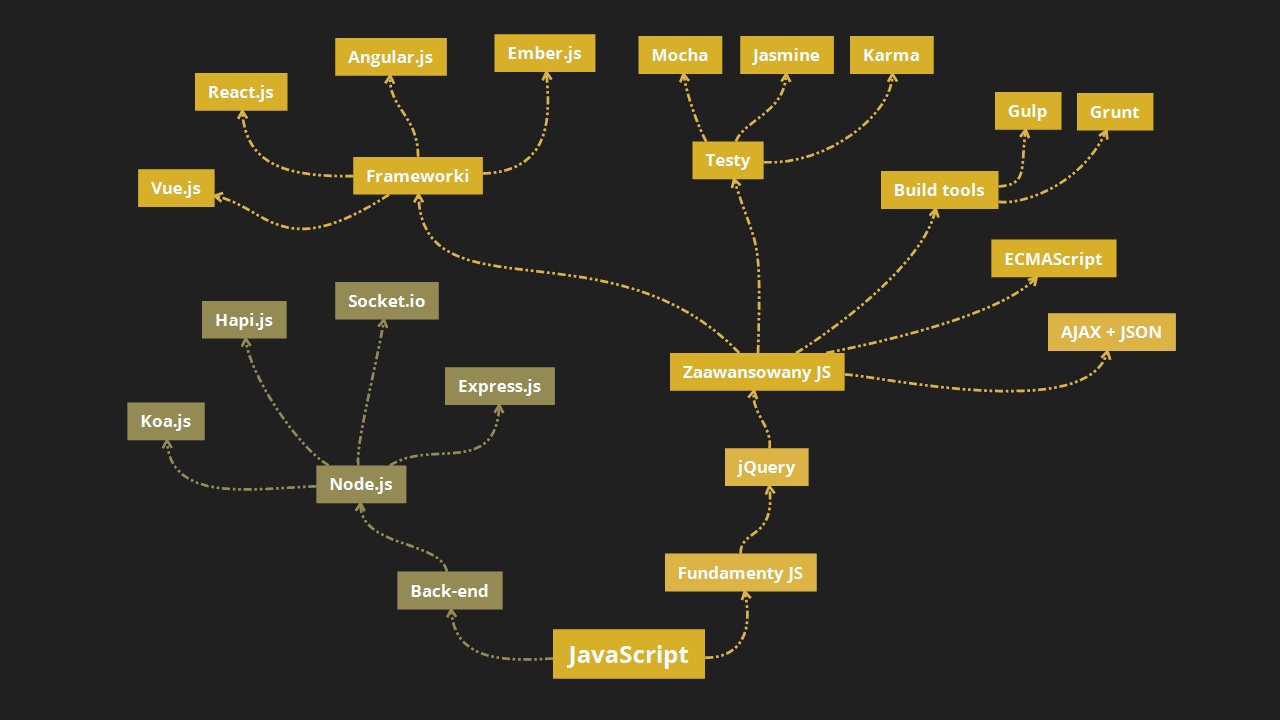 Ember.js
Angular.js
React.js
Vue.js
Frameworki
Mocha
Jasmine
Karma
Testy
Gulp
Grunt
Build tools
ECMAScript
AJAX + JSON
Zaawansowany JS
Socket.io
Hapi.js
Express.js
Koa.js
Node.js
jQuery
Fundamenty JS
Back-end
JavaScript